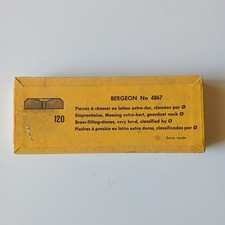 BERGEON No 4867
Pierres à chasser en laiton extra-dur, classées par Ø
Einpresssteine, Messing extra-hart, geordnet nach Ø
Brass-fitting-stones, very hard, classified by Ø
Piedras à presión en latón extra duras, clasificadas por Ø
120
Swiss made